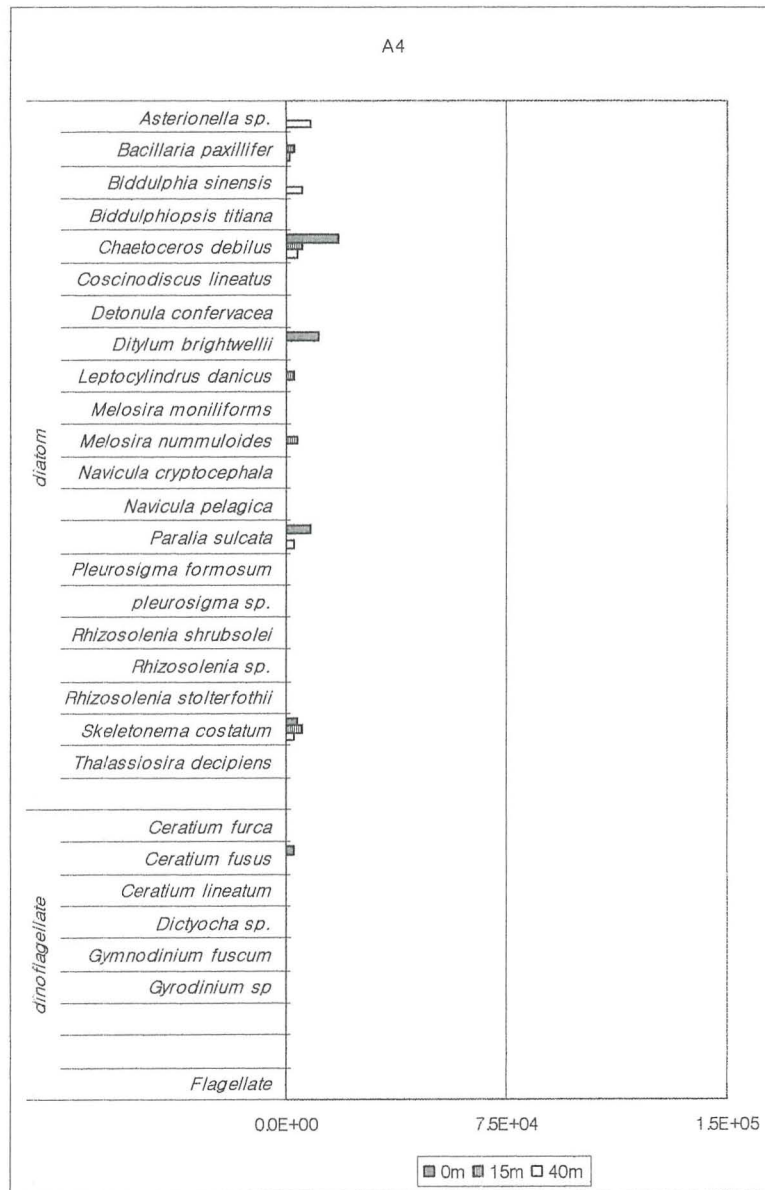 A4
Asterionella sp.
Bacillaria paxillifer
Biddulphia sinensis
Biddulphiopsis titiana
Chaetoceros debilus
Coscinodiscus lineatus
Detonula confervacea
Ditylum brightwellii
Leptocylindrus danicus
Melosira moniliforms
Melosira nummuloides
Navicula cryptocephala
Navicula pelagica
Paralia sulcata
Pleurosigma formosum
pleurosigma sp.
Rhizosolenia shrubsolei
Rhizosolenia sp.
Rhizosolenia stolterfothii
Skeletonema costatum
Thalassiosira decipiens
diatom
Ceratium furca
Ceratium fusus
Ceratium lineatum
Dictyocha sp.
Gymnodinium fuscum
Gyrodinium sp
Flagellate
dinoflagellate
0.0E+00 7.5E+04 1.5E+05
0m 15m 40m